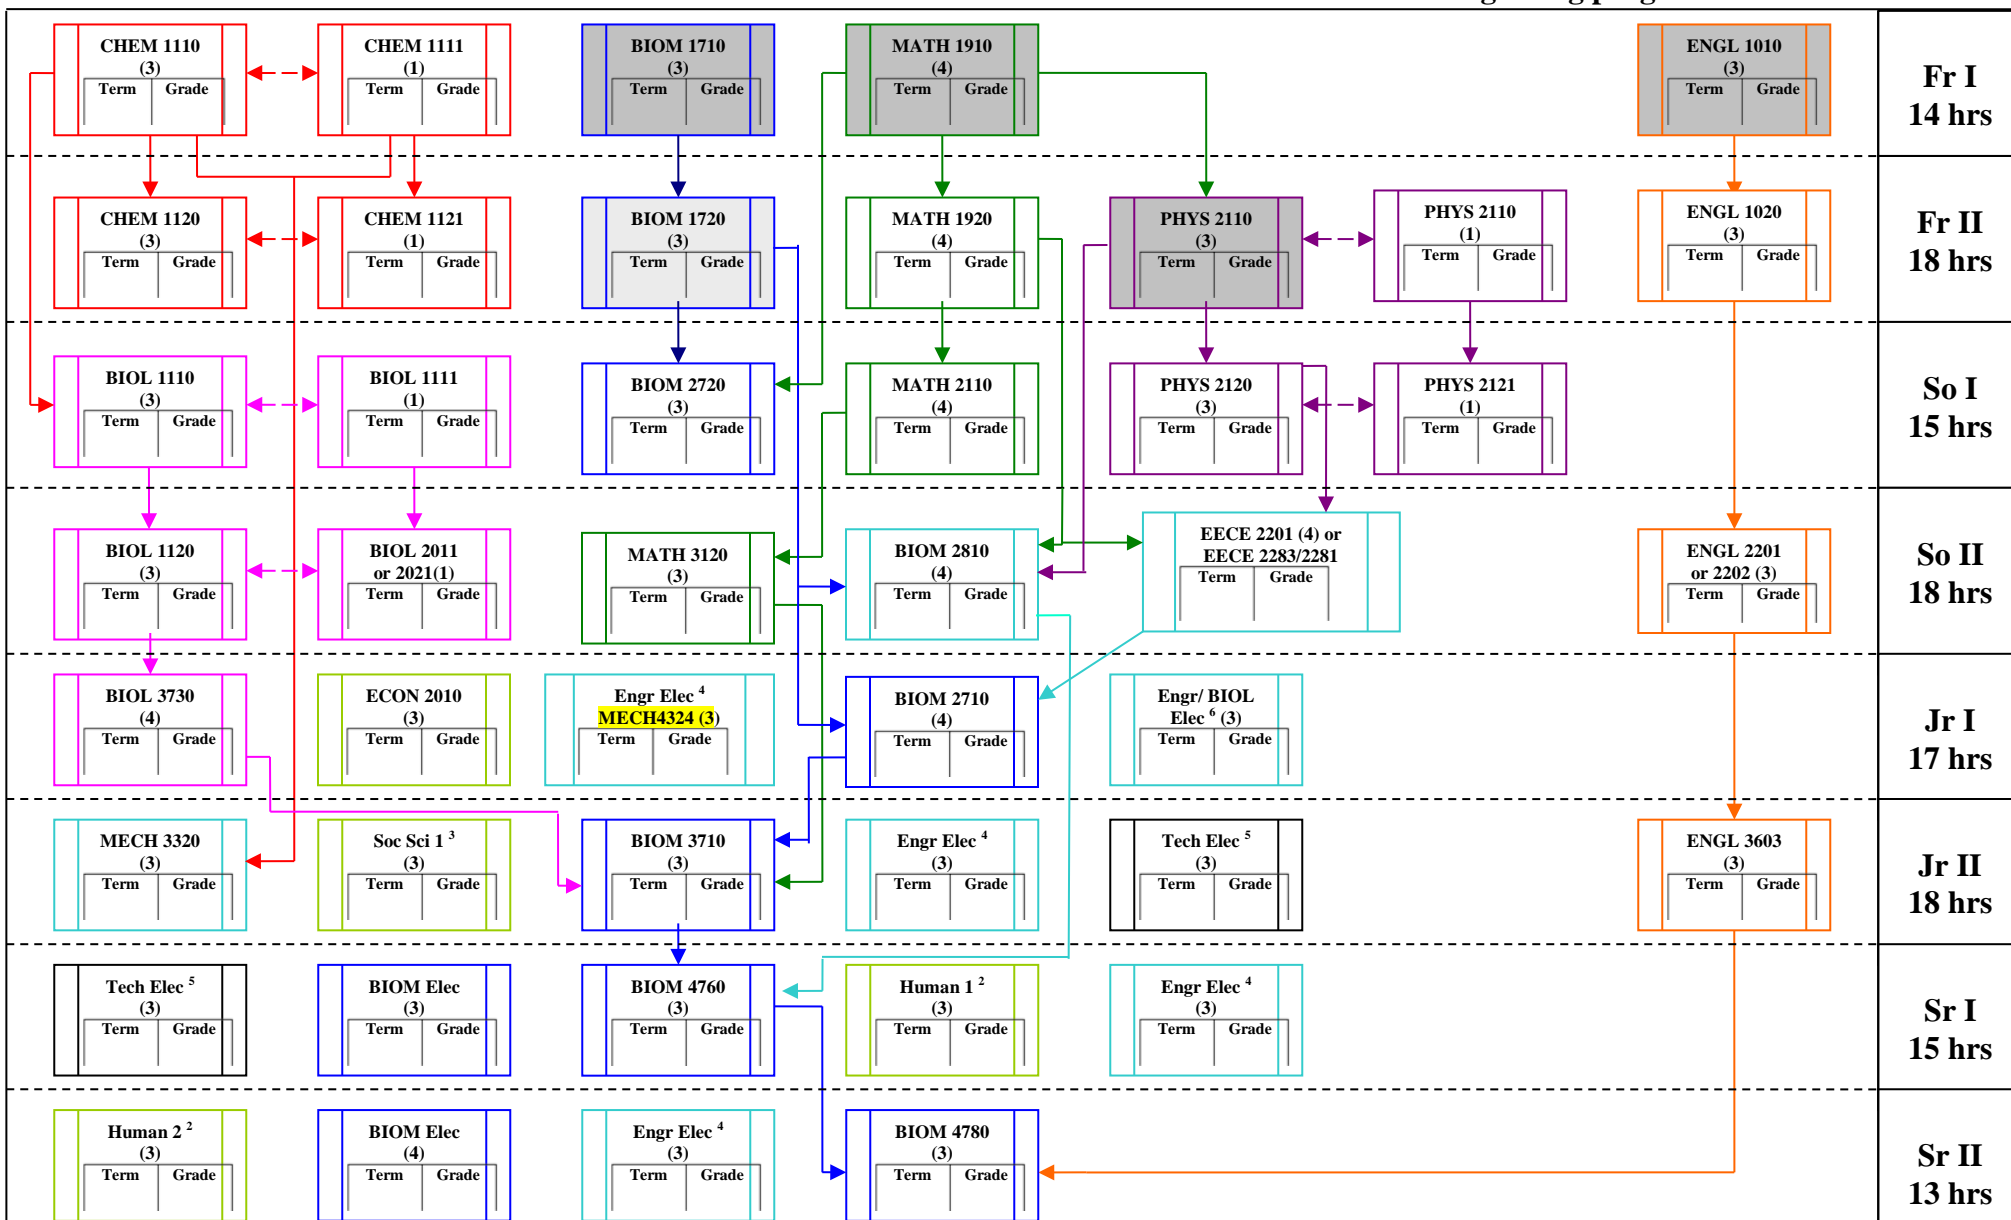 CHEM 1110
(3)
Term Grade
CHEM 1111
(1)
Term Grade
BIOM 1710
(3)
Term Grade
MATH 1910
(4)
Term Grade
ENGL 1010
(3)
Term Grade
Fr I
14 hrs
CHEM 1120
(3)
Term Grade
CHEM 1121
(1)
Term Grade
BIOM 1720
(3)
Term Grade
MATH 1920
(4)
Term Grade
PHYS 2110
(3)
Term Grade
PHYS 2110
(1)
Term Grade
ENGL 1020
(3)
Term Grade
Fr II
18 hrs
BIOL 1110
(3)
Term Grade
BIOL 1111
(1)
Term Grade
BIOM 2720
(3)
Term Grade
MATH 2110
(4)
Term Grade
PHYS 2120
(3)
Term Grade
PHYS 2121
(1)
Term Grade
So I
15 hrs
BIOL 1120
(3)
Term Grade
BIOL 2011
or 2021(1)
Term Grade
MATH 3120
(3)
Term Grade
BIOM 2810
(4)
Term Grade
EECE 2201 (4) or
EECE 2283/2281
Term Grade
ENGL 2201
or 2202 (3)
Term Grade
So II
18 hrs
BIOL 3730
(4)
Term Grade
ECON 2010
(3)
Term Grade
Engr Elec 4
MECH4324 (3)
Term Grade
BIOM 2710
(4)
Term Grade
Engr/ BIOL
Elec 6 (3)
Term Grade
Jr I
17 hrs
MECH 3320
(3)
Term Grade
Soc Sci 1 3
(3)
Term Grade
BIOM 3710
(3)
Term Grade
Engr Elec 4
(3)
Term Grade
Tech Elec 5
(3)
Term Grade
ENGL 3603
(3)
Term Grade
Jr II
18 hrs
Tech Elec 5
(3)
Term Grade
BIOM Elec
(3)
Term Grade
BIOM 4760
(3)
Term Grade
Human 1 2
(3)
Term Grade
Engr Elec 4
(3)
Term Grade
Sr I
15 hrs
Human 2 2
(3)
Term Grade
BIOM Elec
(4)
Term Grade
Engr Elec 4
(3)
Term Grade
BIOM 4780
(3)
Term Grade
Sr II
13 hrs